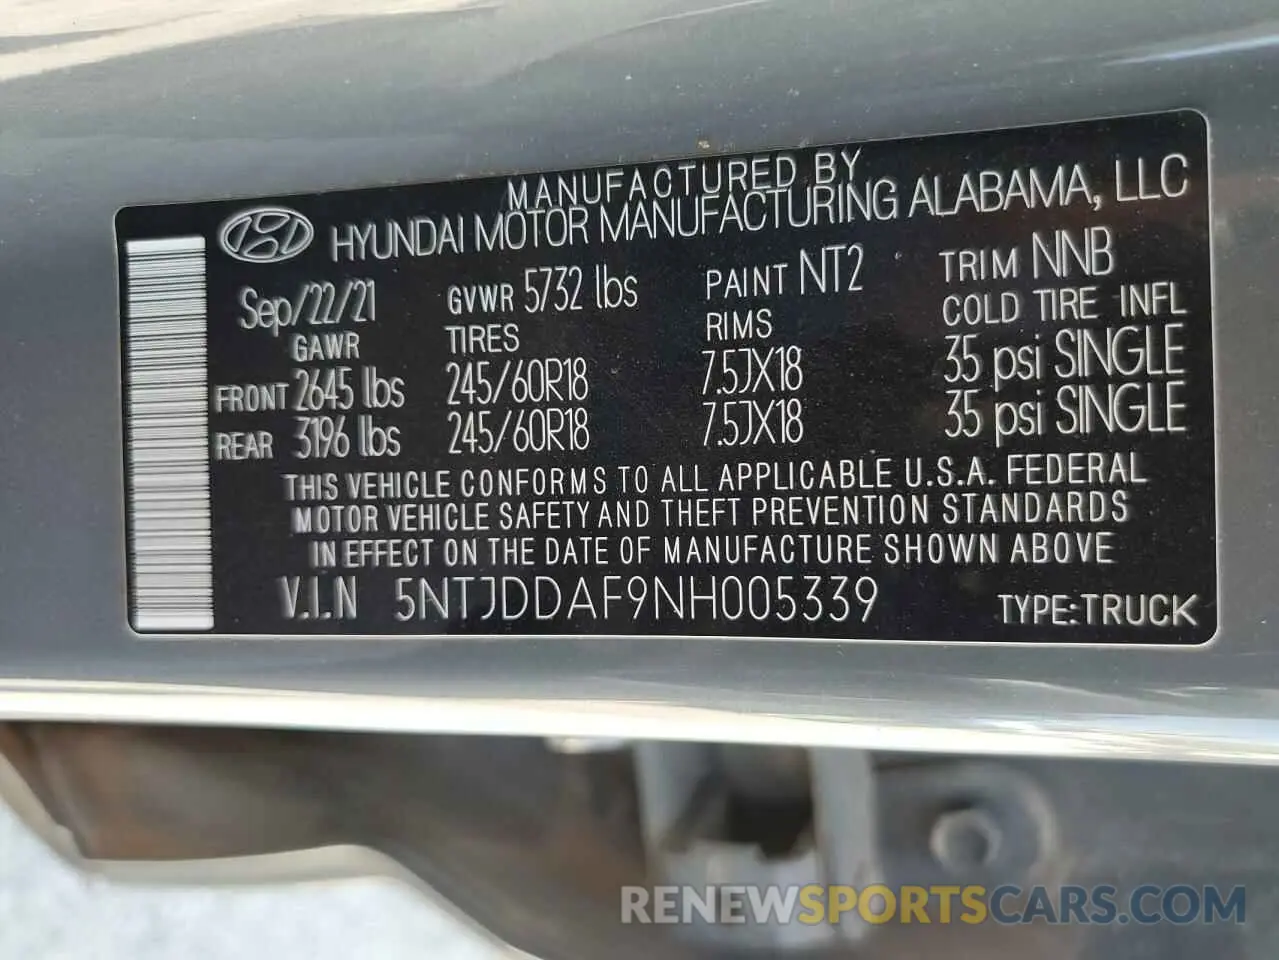 MANUFACTURED BY
HYUNDAI MOTOR MANUFACTURING ALABAMA, LLC
Sep/22/21 GVWR 5732 lbs PAINT NT2 TRIM NNB
GAWR TIRES RIMS COLD TIRE INFL
FRONT 2645 lbs 245/60R18 7.5JX18 35 psi SINGLE
REAR 3196 lbs 245/60R18 7.5JX18 35 psi SINGLE
THIS VEHICLE CONFORMS TO ALL APPLICABLE U.S.A. FEDERAL
MOTOR VEHICLE SAFETY AND THEFT PREVENTION STANDARDS
IN EFFECT ON THE DATE OF MANUFACTURE SHOWN ABOVE
V.I.N 5NTJDDAF9NH005339 TYPE:TRUCK
RENEWSPORTSCARS.COM